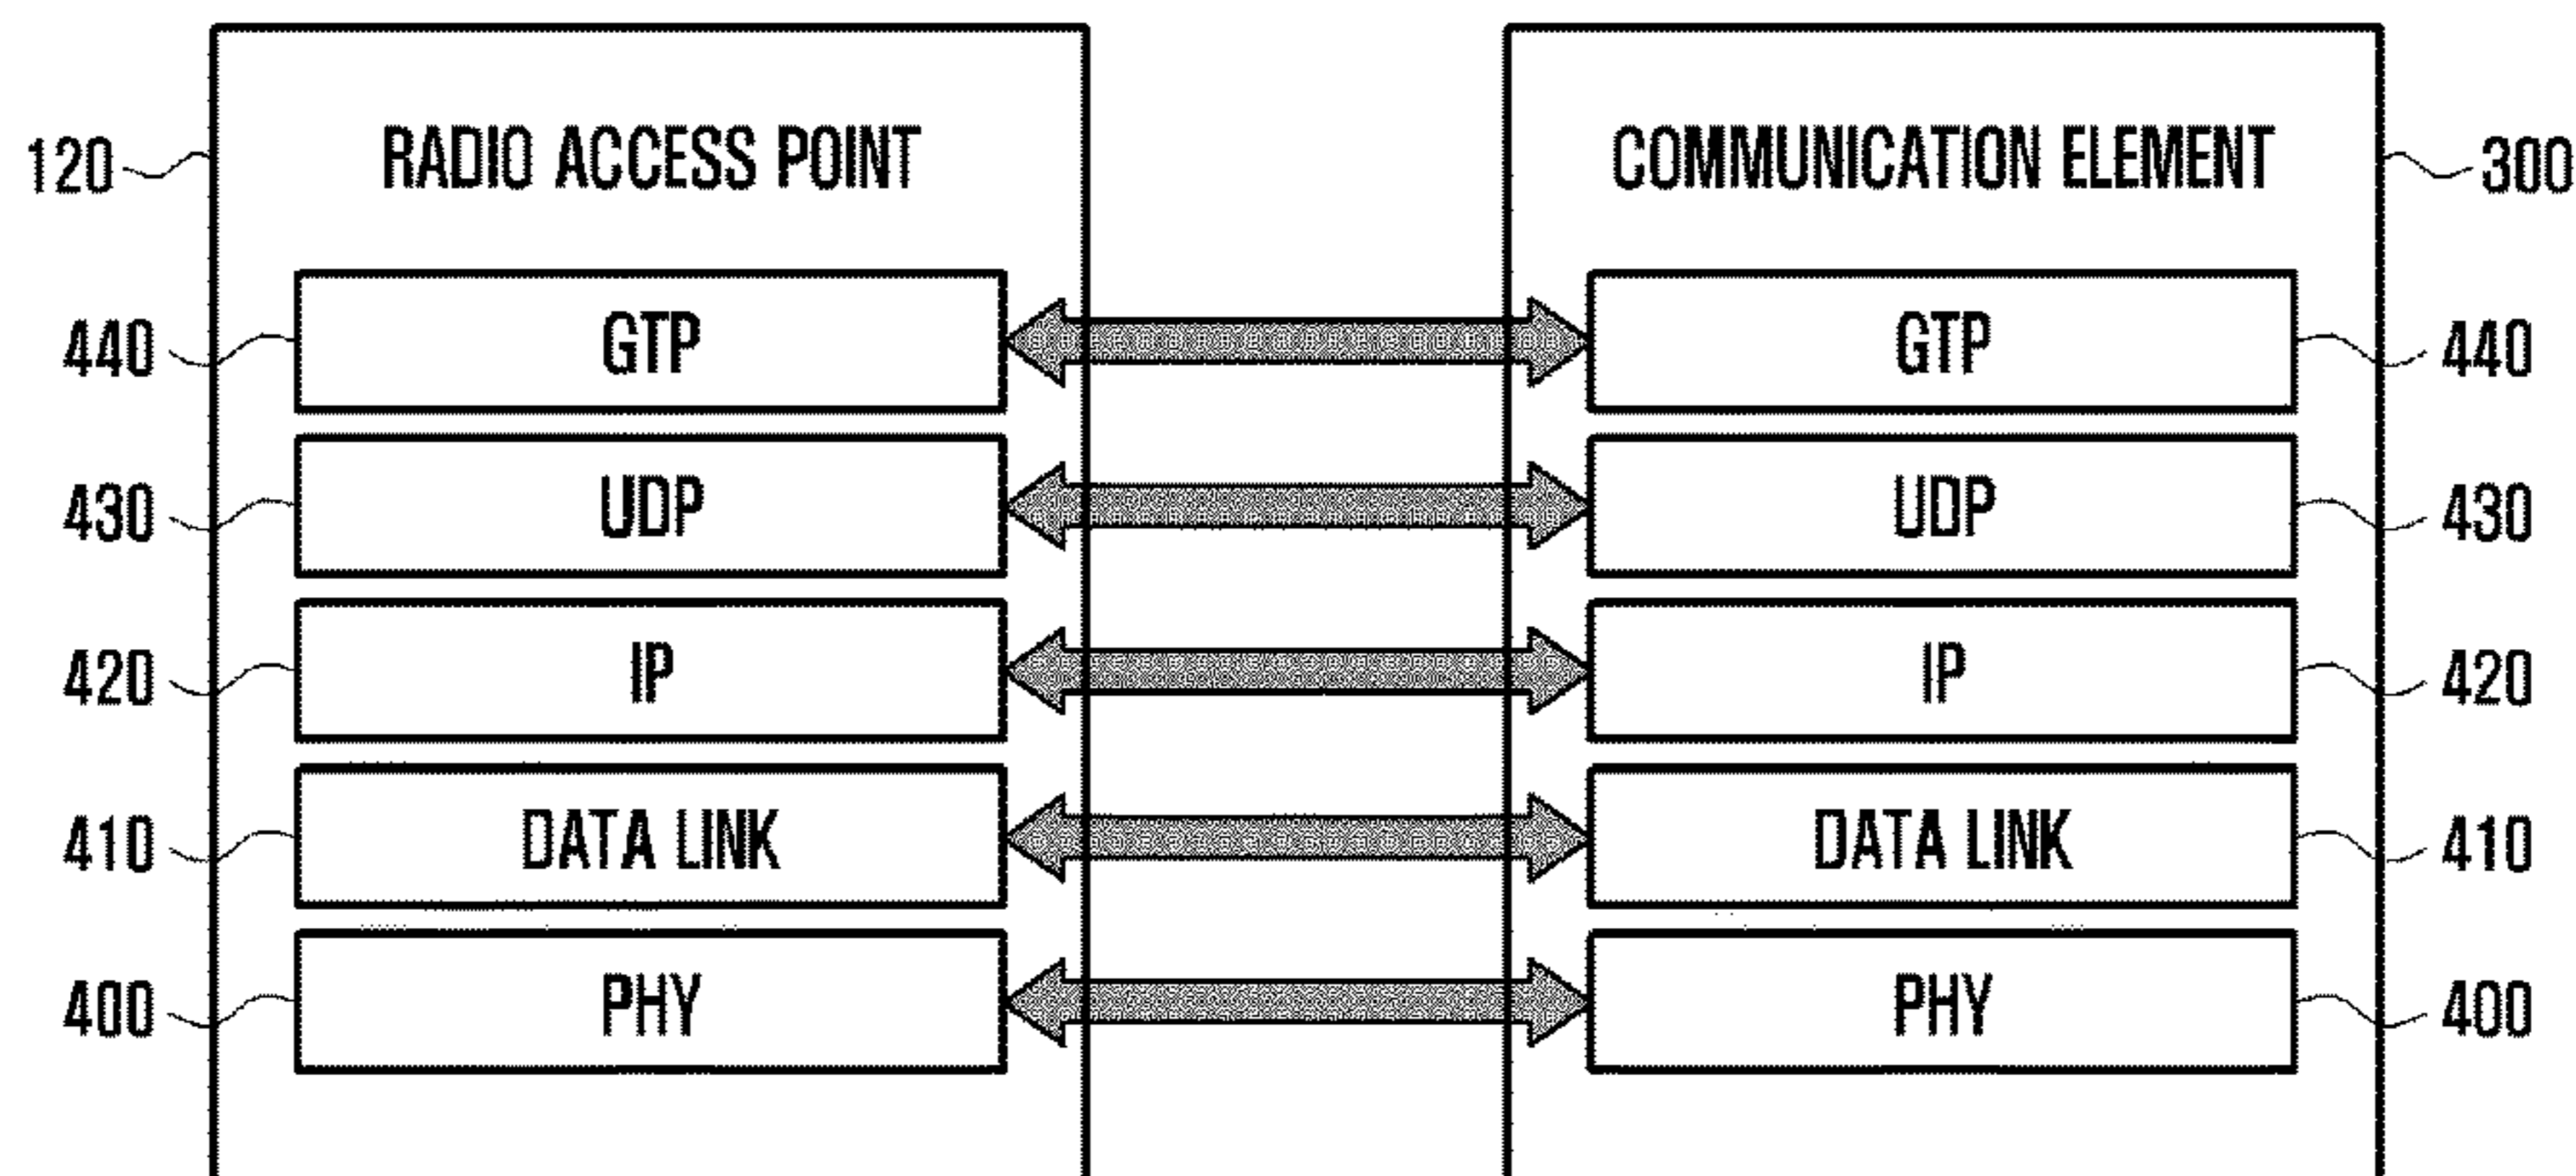 120 RADIO ACCESS POINT COMMUNICATION ELEMENT 300
440 GTP GTP 440
430 UDP UDP 430
420 IP IP 420
410 DATA LINK DATA LINK 410
400 PHY PHY 400